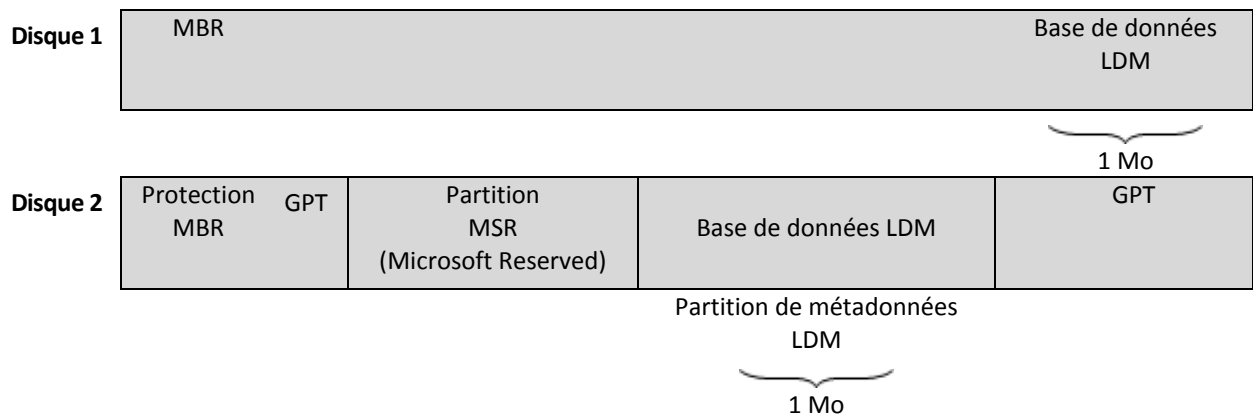 Disque 1
MBR
Base de données
LDM
1 Mo
Disque 2
Protection
MBR
GPT
Partition
MSR
(Microsoft Reserved)
Base de données LDM
GPT
Partition de métadonnées
LDM
1 Mo